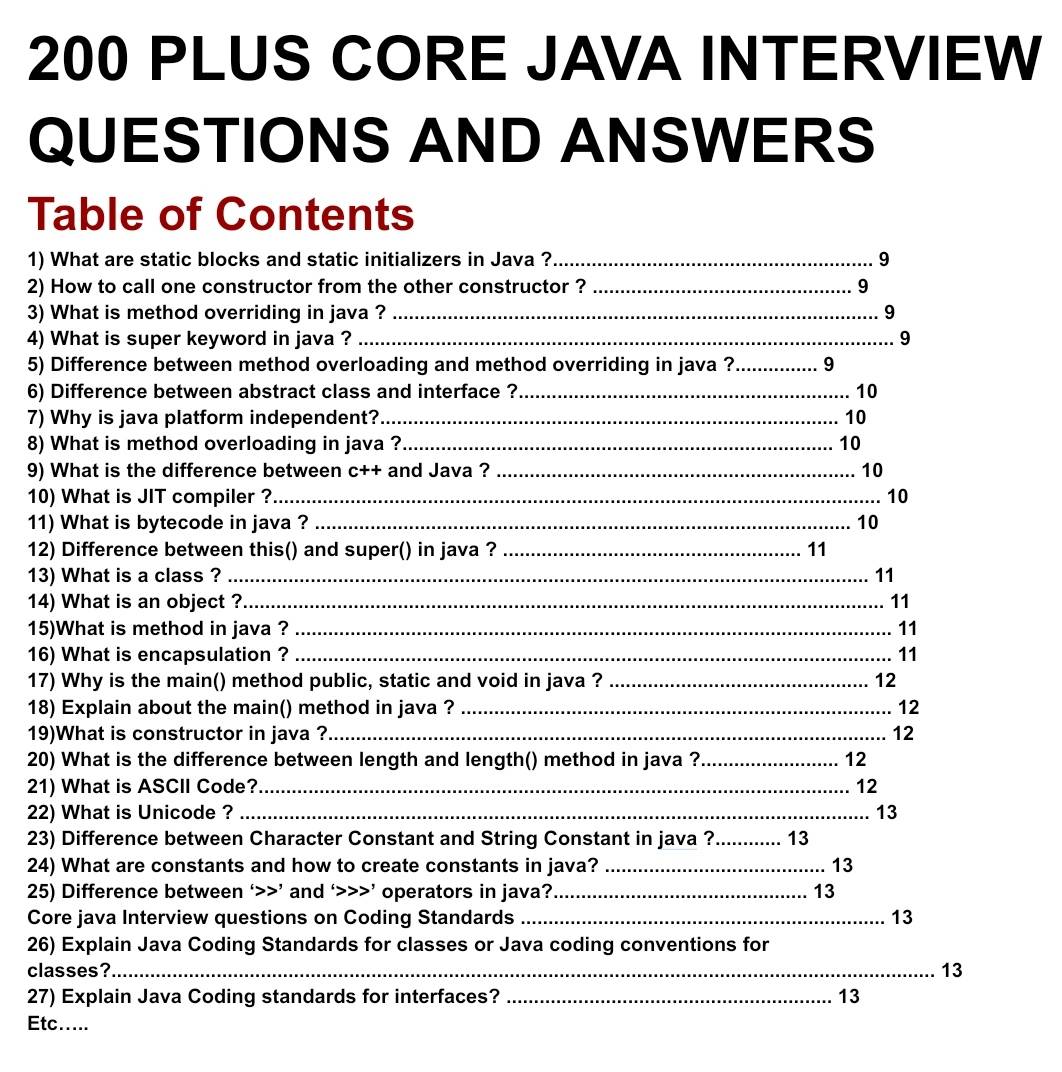 200 PLUS CORE JAVA INTERVIEW
QUESTIONS AND ANSWERS
Table of Contents
1) What are static blocks and static initializers in Java ?.......................................................... 9
2) How to call one constructor from the other constructor ? ............................................... 9
3) What is method overriding in java ? ........................................................................................ 9
4) What is super keyword in java ? ................................................................................................. 9
5) Difference between method overloading and method overriding in java ?............... 9
6) Difference between abstract class and interface ?............................................................ 10
7) Why is java platform independent?................................................................................... 10
8) What is method overloading in java ?.............................................................................. 10
9) What is the difference between c++ and Java ? ................................................................. 10
10) What is JIT compiler ?.............................................................................................................. 10
11) What is bytecode in java ? ................................................................................................. 10
12) Difference between this() and super() in java ? ...................................................... 11
13) What is a class ? .................................................................................................................... 11
14) What is an object ?.................................................................................................................... 11
15)What is method in java ? ............................................................................................................ 11
16) What is encapsulation ? ............................................................................................................ 11
17) Why is the main() method public, static and void in java ? ............................................... 12
18) Explain about the main() method in java ? .............................................................................. 12
19)What is constructor in java ?..................................................................................................... 12
20) What is the difference between length and length() method in java ?......................... 12
21) What is ASCII Code?........................................................................................................... 12
22) What is Unicode ? .................................................................................................................. 13
23) Difference between Character Constant and String Constant in java ?............ 13
24) What are constants and how to create constants in java? ........................................ 13
25) Difference between ‘>>’ and ‘>>>’ operators in java?.............................................. 13
Core java Interview questions on Coding Standards .................................................................. 13
26) Explain Java Coding Standards for classes or Java coding conventions for
classes?..................................................................................................................................................... 13
27) Explain Java Coding standards for interfaces? ........................................................... 13
Etc…..